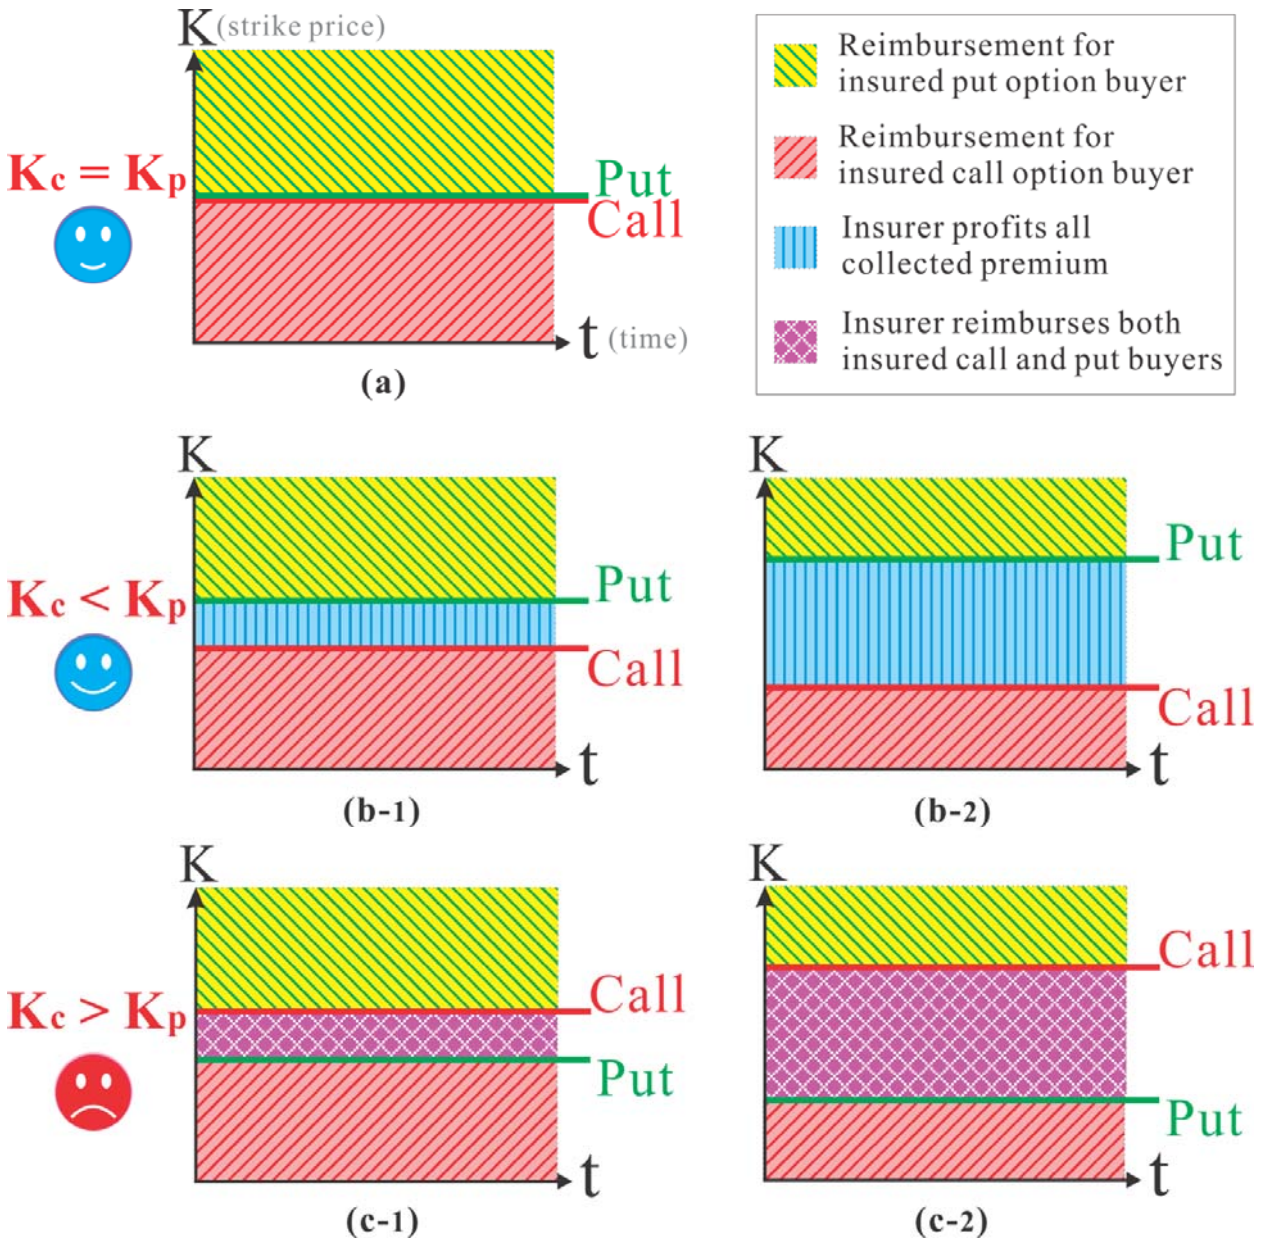 K (strike price)
Kc = Kp
Put
Call
t (time)
(a)
Reimbursement for
insured put option buyer
Reimbursement for
insured call option buyer
Insurer profits all
collected premium
Insurer reimburses both
insured call and put buyers
K
Kc < Kp
Put
Call
t
(b-1)
K
Put
Call
t
(b-2)
K
Kc > Kp
Call
Put
t
(c-1)
K
Call
Put
t
(c-2)